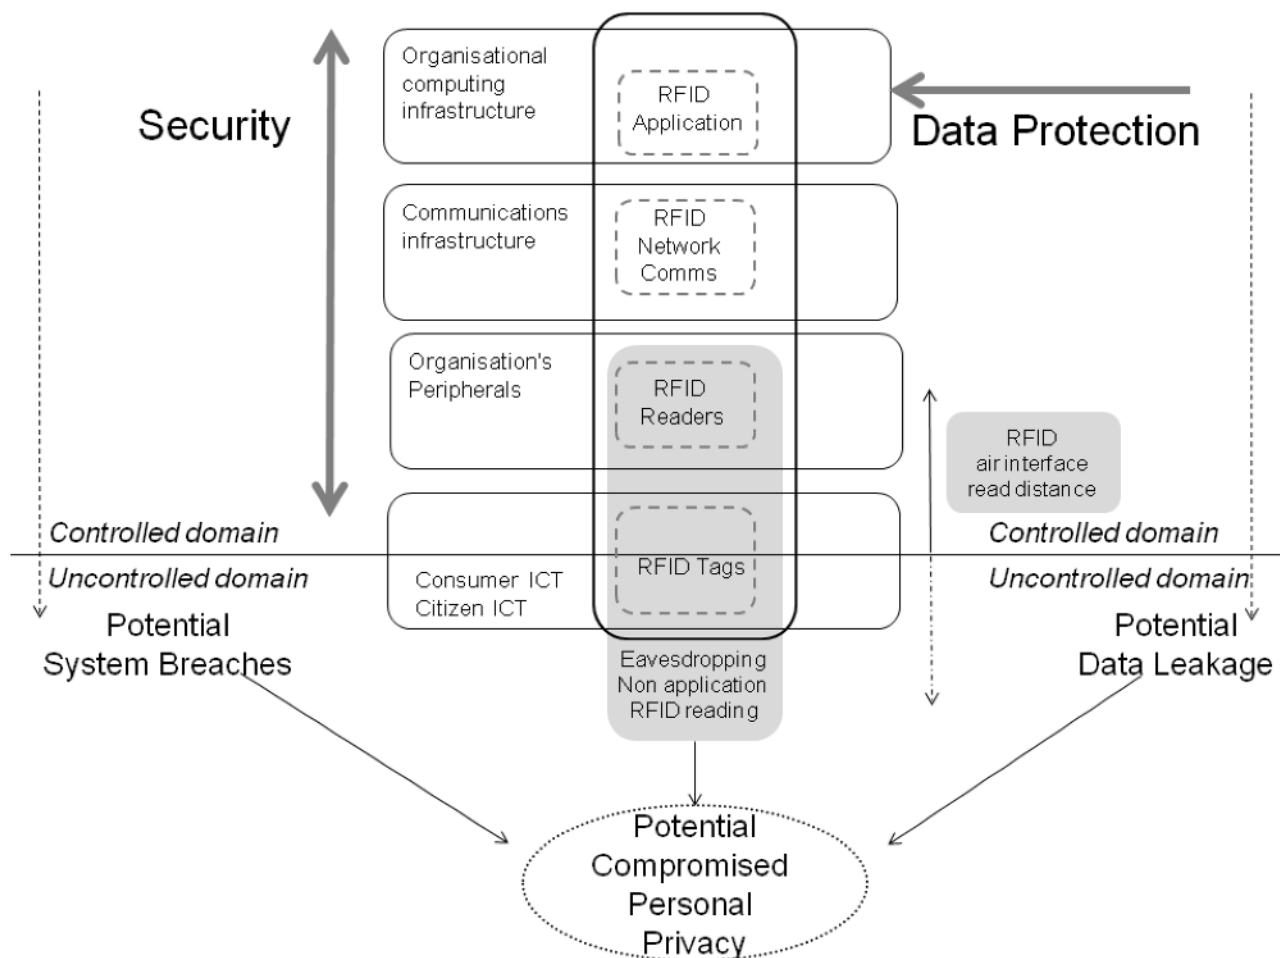 Organisational
computing
infrastructure
RFID
Application
Security
Data Protection
Communications
infrastructure
RFID
Network
Comms
Organisation's
Peripherals
RFID
Readers
RFID
air interface
read distance
Controlled domain
Controlled domain
Uncontrolled domain
Uncontrolled domain
Consumer ICT
Citizen ICT
RFID Tags
Potential
System Breaches
Potential
Data Leakage
Eavesdropping
Non application
RFID reading
Potential
Compromised
Personal
Privacy